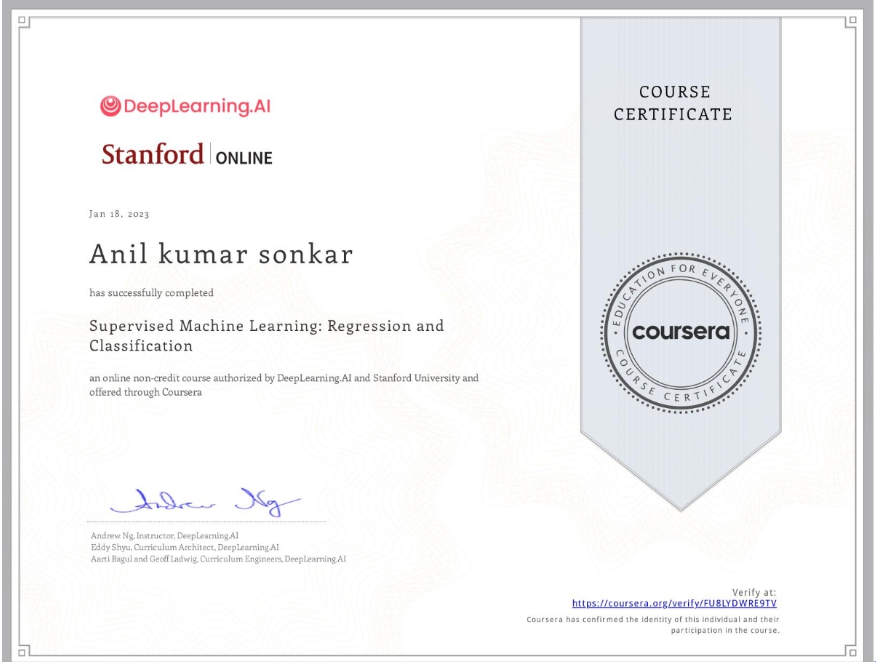 DeepLearning.AI
Stanford ONLINE
Jan 18, 2023
Anil kumar sonkar
has successfully completed
Supervised Machine Learning: Regression and
Classification
an online non-credit course authorized by DeepLearning.AI and Stanford University and
offered through Coursera
Andrew Ng
Andrew Ng, Instructor, DeepLearning.AI
Eddy Shyu, Curriculum Architect, DeepLearning.AI
Aarti Bagul and Geoff Ladwig, Curriculum Engineers, DeepLearning.AI
COURSE
CERTIFICATE
EDUCATION FOR EVERYONE
coursera
COURSE CERTIFICATE
Verify at:
https://coursera.org/verify/FU8LYDWRE9TV
Coursera has confirmed the identity of this individual and their
participation in the course.